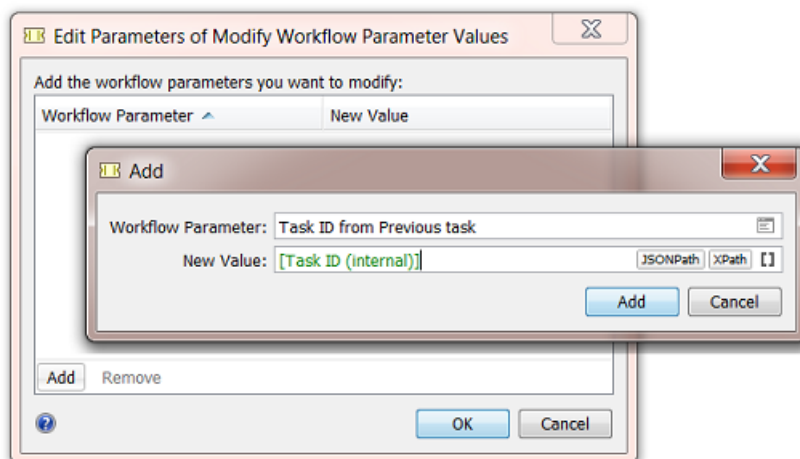 Edit Parameters of Modify Workflow Parameter Values
Add the workflow parameters you want to modify:
Workflow Parameter New Value
Add
Workflow Parameter: Task ID from Previous task
New Value: [Task ID (internal)] JSONPath XPath []
Add Cancel
Add Remove
OK Cancel